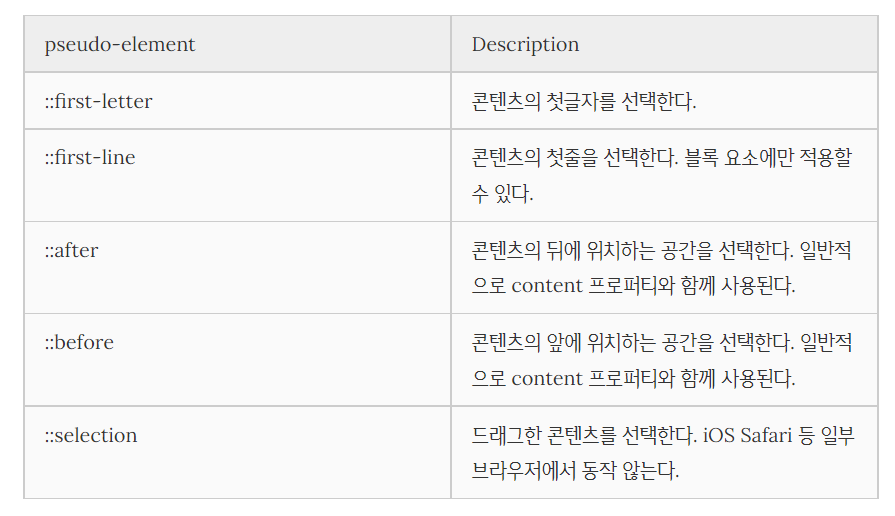 pseudo-element
Description
::first-letter
콘텐츠의 첫글자를 선택한다.
::first-line
콘텐츠의 첫줄을 선택한다. 블록 요소에만 적용할
수 있다.
::after
콘텐츠의 뒤에 위치하는 공간을 선택한다. 일반적
으로 content 프로퍼티와 함께 사용된다.
::before
콘텐츠의 앞에 위치하는 공간을 선택한다. 일반적
으로 content 프로퍼티와 함께 사용된다.
::selection
드래그한 콘텐츠를 선택한다. iOS Safari 등 일부
브라우저에서 동작 않는다.